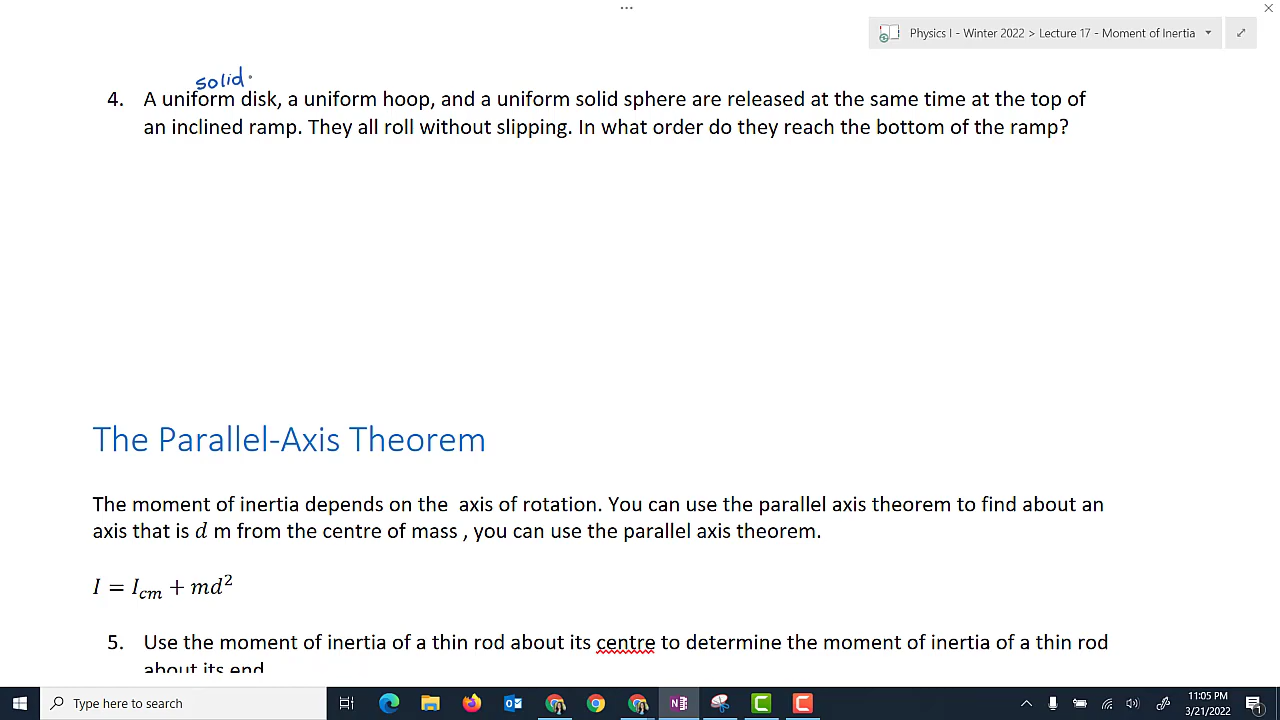 ...
Physics I - Winter 2022 > Lecture 17 - Moment of Inertia
solid
4. A uniform disk, a uniform hoop, and a uniform solid sphere are released at the same time at the top of
an inclined ramp. They all roll without slipping. In what order do they reach the bottom of the ramp?
The Parallel-Axis Theorem
The moment of inertia depends on the  axis of rotation. You can use the parallel axis theorem to find about an
axis that is d m from the centre of mass , you can use the parallel axis theorem.
I = I_cm + md²
5. Use the moment of inertia of a thin rod about its centre to determine the moment of inertia of a thin rod
about its end
Type here to search
11:05 PM
3/21/2022